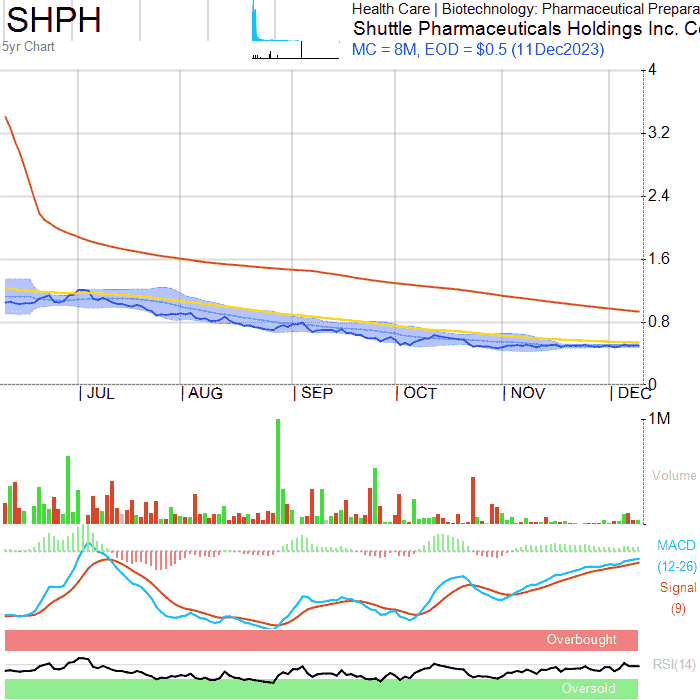 SHPH
5yr Chart
Health Care | Biotechnology: Pharmaceutical Prepara
Shuttle Pharmaceuticals Holdings Inc. Co
MC = 8M, EOD = $0.5 (11Dec2023)
4
3.2
2.4
1.6
0.8
0
JUL AUG SEP OCT NOV DEC
1M
Volume
MACD
(12-26)
Signal
(9)
Overbought
RSI(14)
Oversold